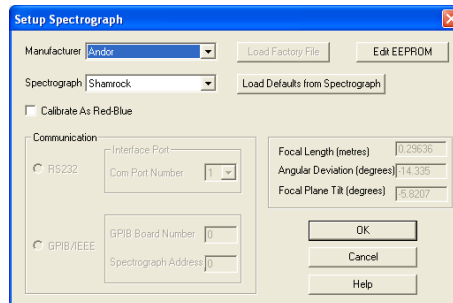 Setup Spectrograph
Manufacturer Andor Load Factory File Edit EEPROM
Spectrograph Shamrock Load Defaults from Spectrograph
Calibrate As Red-Blue
Communication
Interface Port
RS232 Com Port Number 1
GPIB/IEEE GPIB Board Number 0
Spectrograph Address 0
Focal Length (metres) 0.29636
Angular Deviation (degrees) -14.335
Focal Plane Tilt (degrees) -5.8207
OK
Cancel
Help